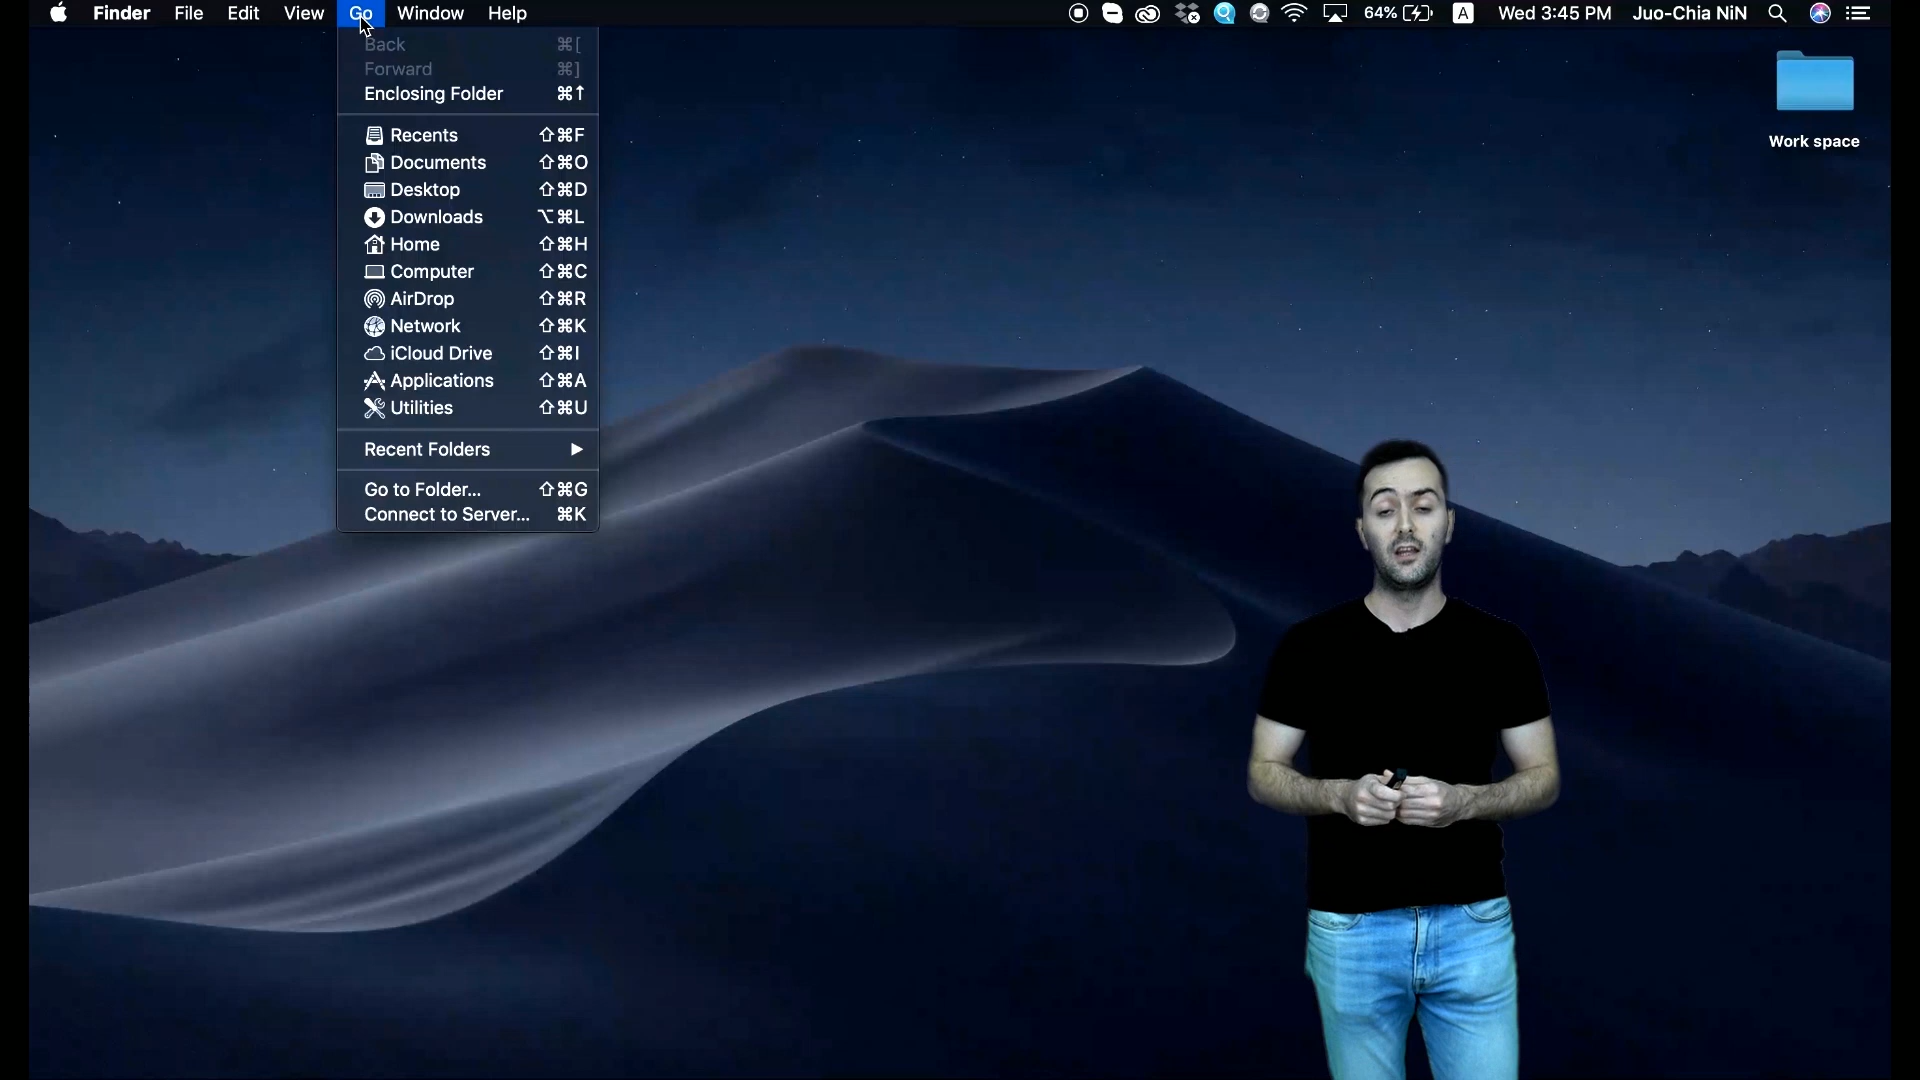 Finder File Edit View Go Window Help 64% A Wed 3:45 PM Juo-Chia NiN
Back ⌘[
Forward ⌘]
Enclosing Folder ⌘↑
Recents ⇧⌘F
Documents ⇧⌘O
Desktop ⇧⌘D
Downloads ⌥⌘L
Home ⇧⌘H
Computer ⇧⌘C
AirDrop ⇧⌘R
Network ⇧⌘K
iCloud Drive ⇧⌘I
Applications ⇧⌘A
Utilities ⇧⌘U
Recent Folders ▶
Go to Folder... ⇧⌘G
Connect to Server... ⌘K
Work space